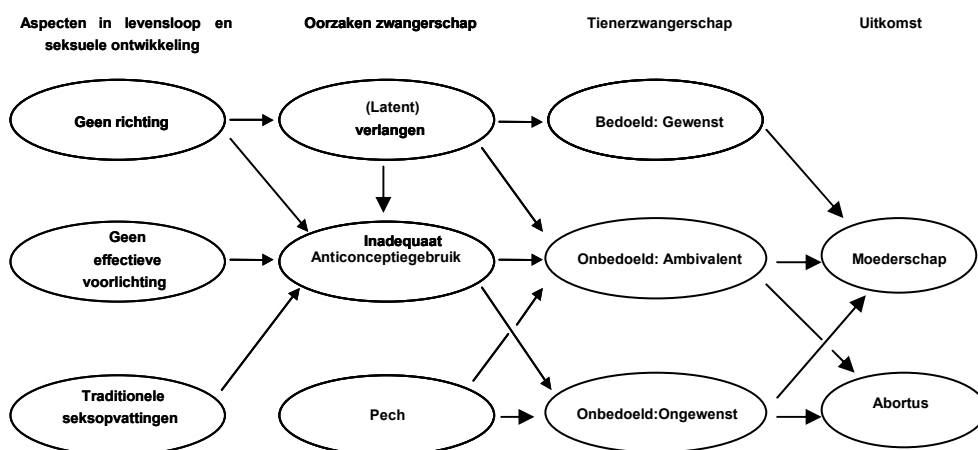 Aspecten in levensloop en
seksuele ontwikkeling
Oorzaken zwangerschap
Tienerzwangerschap
Uitkomst
Geen richting
(Latent)
verlangen
Bedoeld: Gewenst
Geen
effectieve
voorlichting
Inadequaat
Anticonceptiegebruik
Onbedoeld: Ambivalent
Moederschap
Traditionele
seksopvattingen
Pech
Onbedoeld:Ongewenst
Abortus